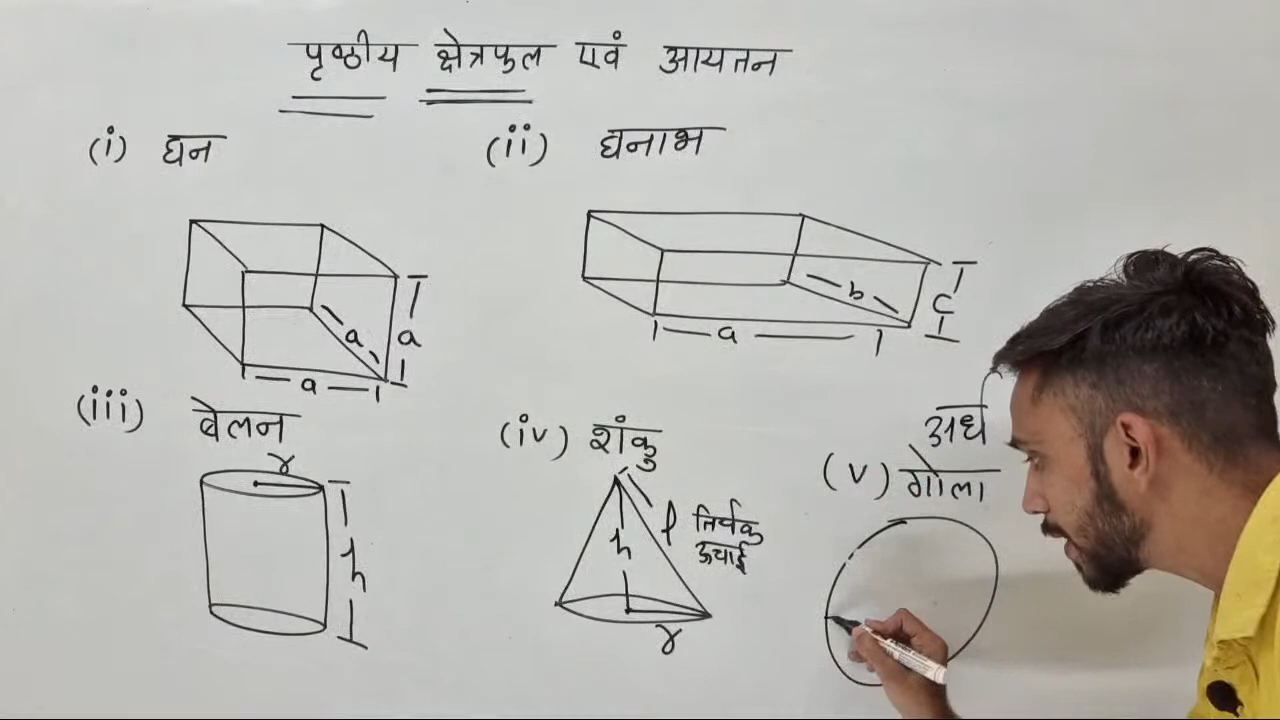 पृष्ठीय क्षेत्रफल एवं आयतन
(i) घन
(ii) घनाभ
a
a
a
b
c
a
(iii) बेलन
r
h
(iv) शंकु
h
l तिर्यक
ऊचाई
r
अर्ध
(v) गोला